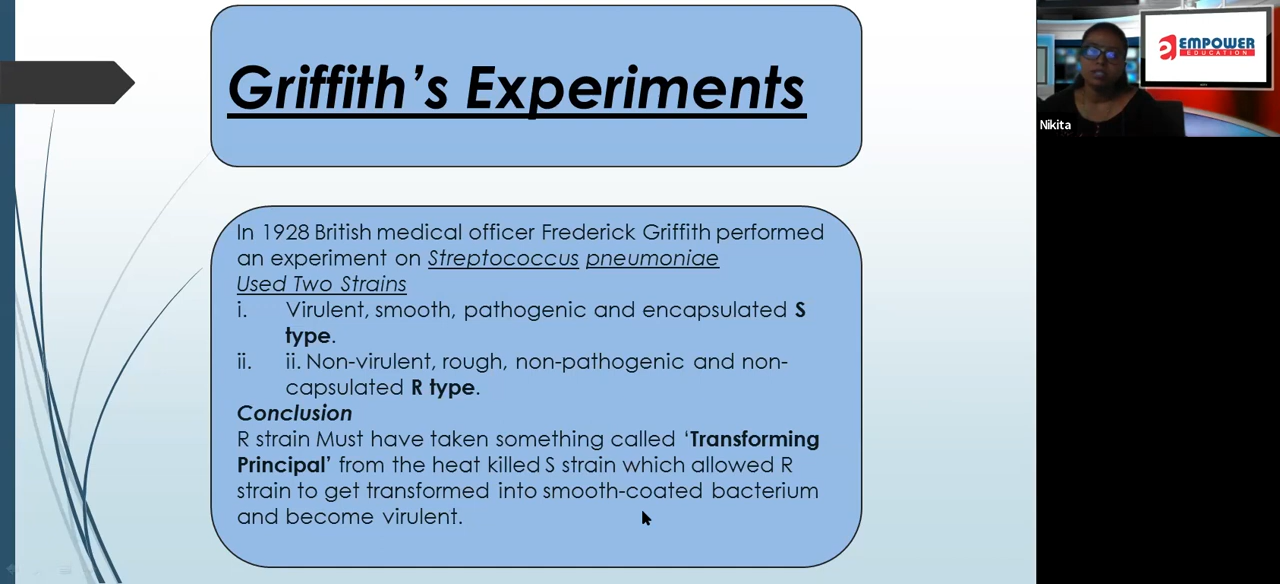 Griffith's Experiments
In 1928 British medical officer Frederick Griffith performed
an experiment on Streptococcus pneumoniae
Used Two Strains
i. Virulent, smooth, pathogenic and encapsulated S
type.
ii. ii. Non-virulent, rough, non-pathogenic and non-
capsulated R type.
Conclusion
R strain Must have taken something called ‘Transforming
Principal’ from the heat killed S strain which allowed R
strain to get transformed into smooth-coated bacterium
and become virulent.
EMPOWER
EDUCATION
Nikita